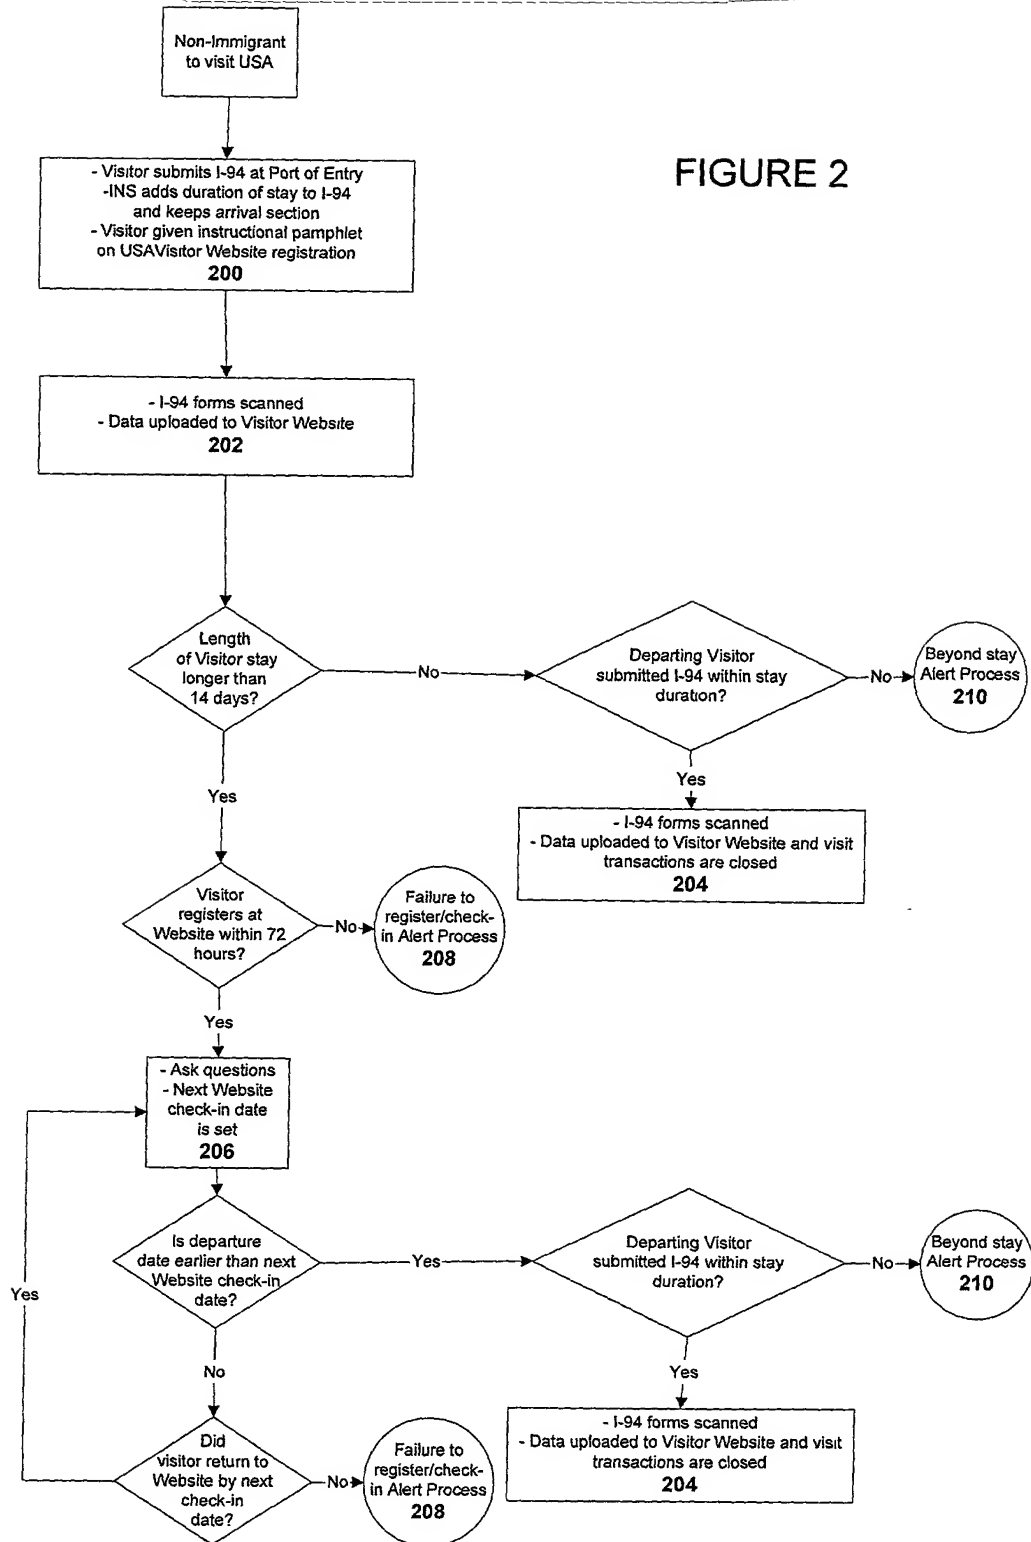 Non-Immigrant
to visit USA
FIGURE 2
- Visitor submits I-94 at Port of Entry
-INS adds duration of stay to I-94
and keeps arrival section
- Visitor given instructional pamphlet
on USAVisitor Website registration
200
- I-94 forms scanned
- Data uploaded to Visitor Website
202
Length
of Visitor stay
longer than
14 days?
No
Departing Visitor
submitted I-94 within stay
duration?
No
Beyond stay
Alert Process
210
Yes
Yes
- I-94 forms scanned
- Data uploaded to Visitor Website and visit
transactions are closed
204
Visitor
registers at
Website within 72
hours?
No
Failure to
register/check-
in Alert Process
208
Yes
- Ask questions
- Next Website
check-in date
is set
206
Is departure
date earlier than next
Website check-in
date?
Yes
Departing Visitor
submitted I-94 within stay
duration?
No
Beyond stay
Alert Process
210
Yes
No
Yes
- I-94 forms scanned
- Data uploaded to Visitor Website and visit
transactions are closed
204
Did
visitor return to
Website by next
check-in
date?
No
Failure to
register/check-
in Alert Process
208